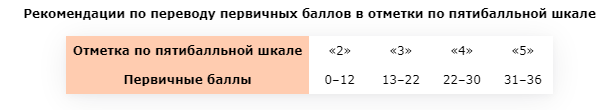 Рекомендации по переводу первичных баллов в отметки по пятибалльной шкале
Отметка по пятибалльной шкале «2» «3» «4» «5»
Первичные баллы 0–12 13–22 22–30 31–36